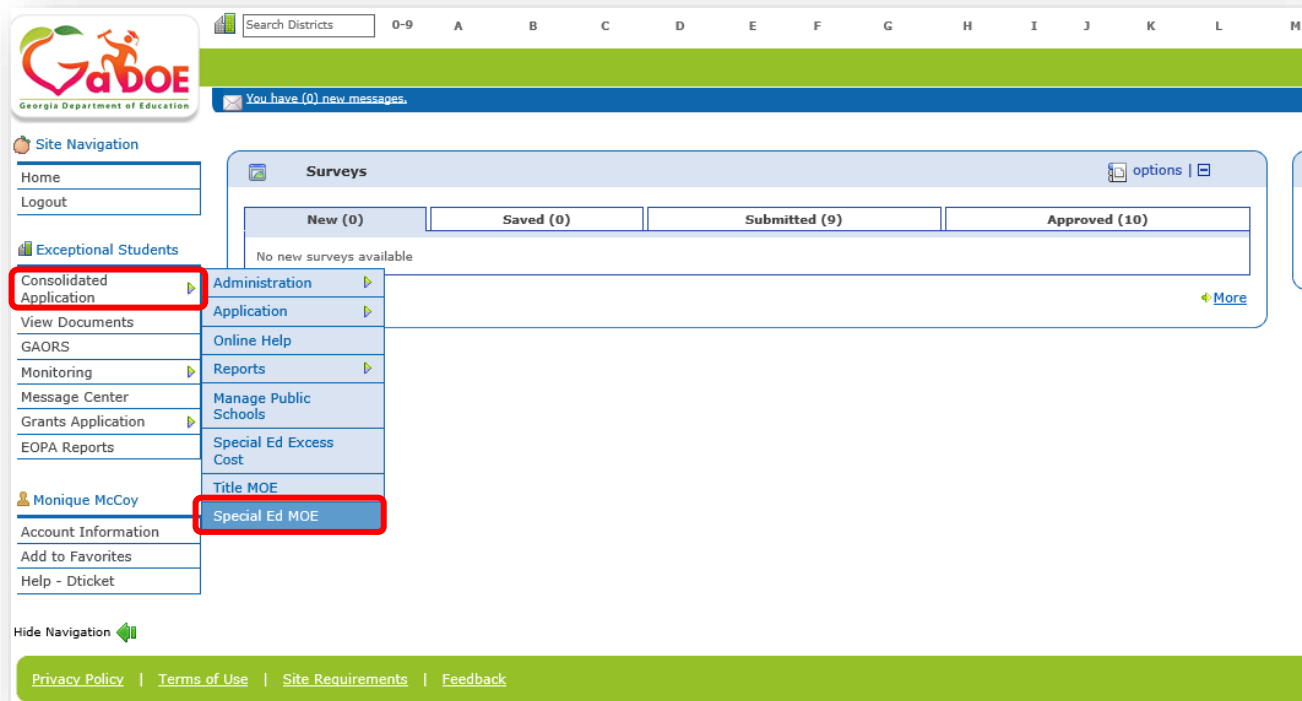 Search Districts 0-9 A B C D E F G H I J K L M
GaDOE
Georgia Department of Education
You have (0) new messages.
Site Navigation
Home
Logout
Exceptional Students
Consolidated
Application
View Documents
GAORS
Monitoring
Message Center
Grants Application
EOPA Reports
Monique McCoy
Account Information
Add to Favorites
Help - Dticket
Hide Navigation
Administration
Application
Online Help
Reports
Manage Public
Schools
Special Ed Excess
Cost
Title MOE
Special Ed MOE
Surveys options |
New (0) Saved (0) Submitted (9) Approved (10)
No new surveys available
More
Privacy Policy | Terms of Use | Site Requirements | Feedback